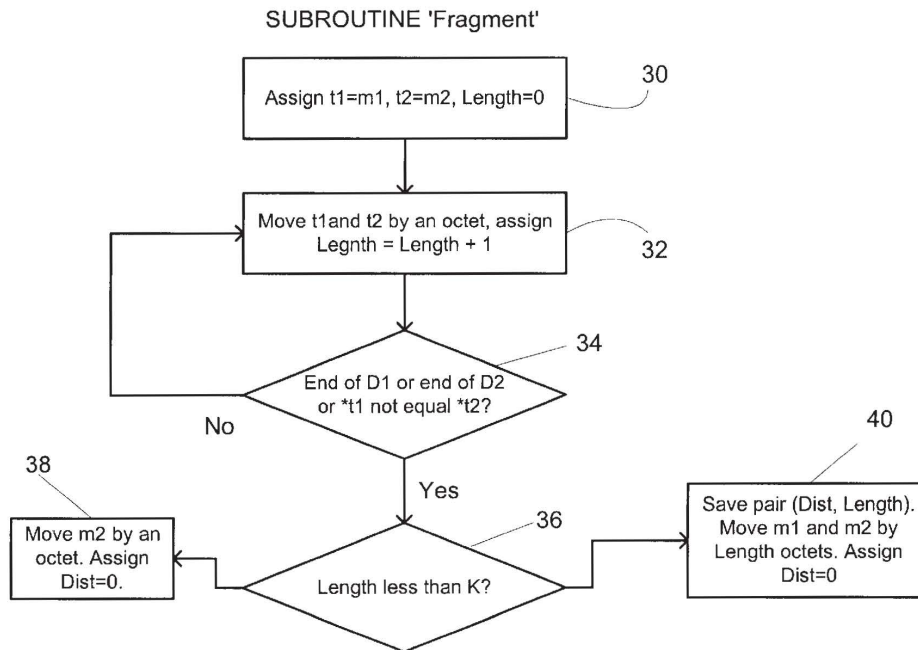 SUBROUTINE 'Fragment'
30
Assign t1=m1, t2=m2, Length=0
Move t1and t2 by an octet, assign
Legnth = Length + 1
32
34
End of D1 or end of D2
or *t1 not equal *t2?
No
Yes
38
Move m2 by an
octet. Assign
Dist=0.
36
Length less than K?
40
Save pair (Dist, Length).
Move m1 and m2 by
Length octets. Assign
Dist=0